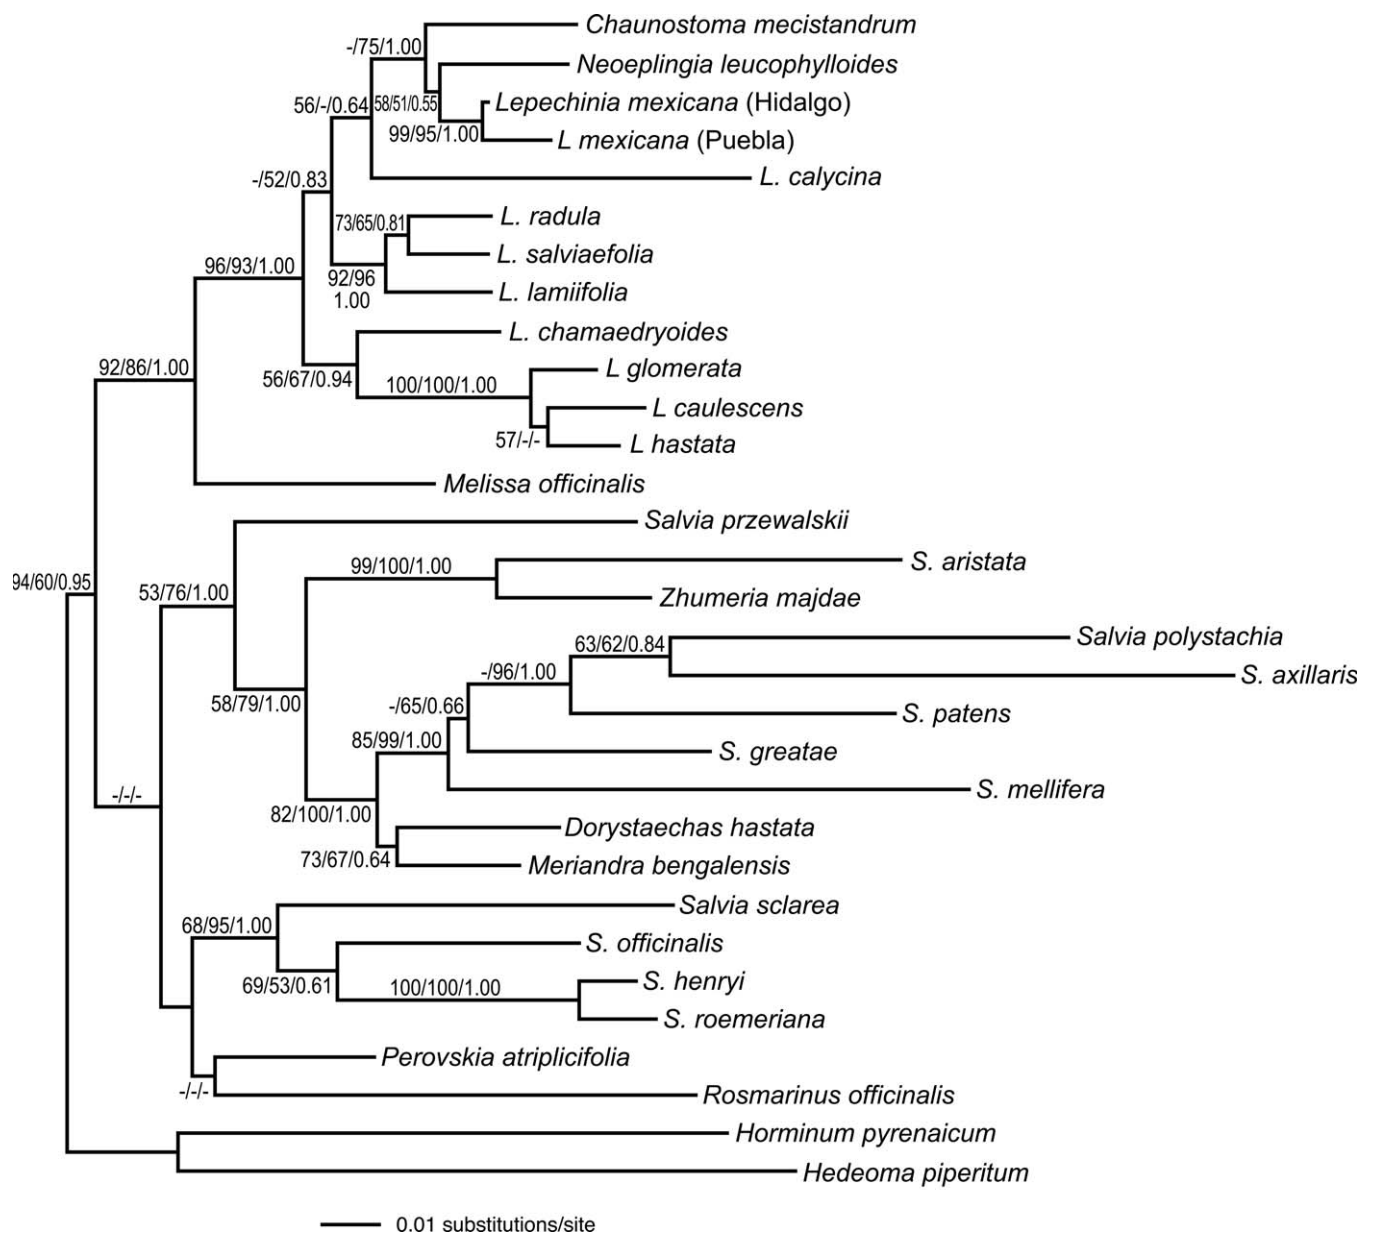 Chaunostoma mecistandrum
-/75/1.00
Neoeplingia leucophylloides
56/-/0.64
58/51/0.55
Lepechinia mexicana (Hidalgo)
99/95/1.00
L mexicana (Puebla)
-/52/0.83
L. calycina
73/65/0.81
L. radula
L. salviaefolia
96/93/1.00
92/96
1.00
L. lamiifolia
L. chamaedryoides
92/86/1.00
56/67/0.94
100/100/1.00
L glomerata
L caulescens
57/-/-
L hastata
Melissa officinalis
Salvia przewalskii
99/100/1.00
S. aristata
94/60/0.95
53/76/1.00
Zhumeria majdae
63/62/0.84
Salvia polystachia
-/96/1.00
S. axillaris
58/79/1.00
-/65/0.66
S. patens
85/99/1.00
S. greatae
-/-/-
S. mellifera
82/100/1.00
Dorystaechas hastata
73/67/0.64
Meriandra bengalensis
68/95/1.00
Salvia sclarea
S. officinalis
69/53/0.61
100/100/1.00
S. henryi
S. roemeriana
Perovskia atriplicifolia
-/-/-
Rosmarinus officinalis
Horminum pyrenaicum
Hedeoma piperitum
0.01 substitutions/site